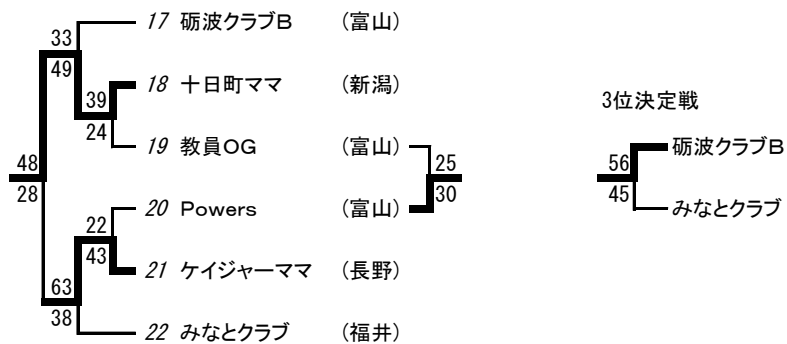 17 砺波クラブB (富山)
33
49
18 十日町ママ (新潟)
39
24
3位決定戦
19 教員OG (富山)
砺波クラブB
48
28
25
30
56
45
20 Powers (富山)
みなとクラブ
22
43
21 ケイジャーママ (長野)
63
38
22 みなとクラブ (福井)